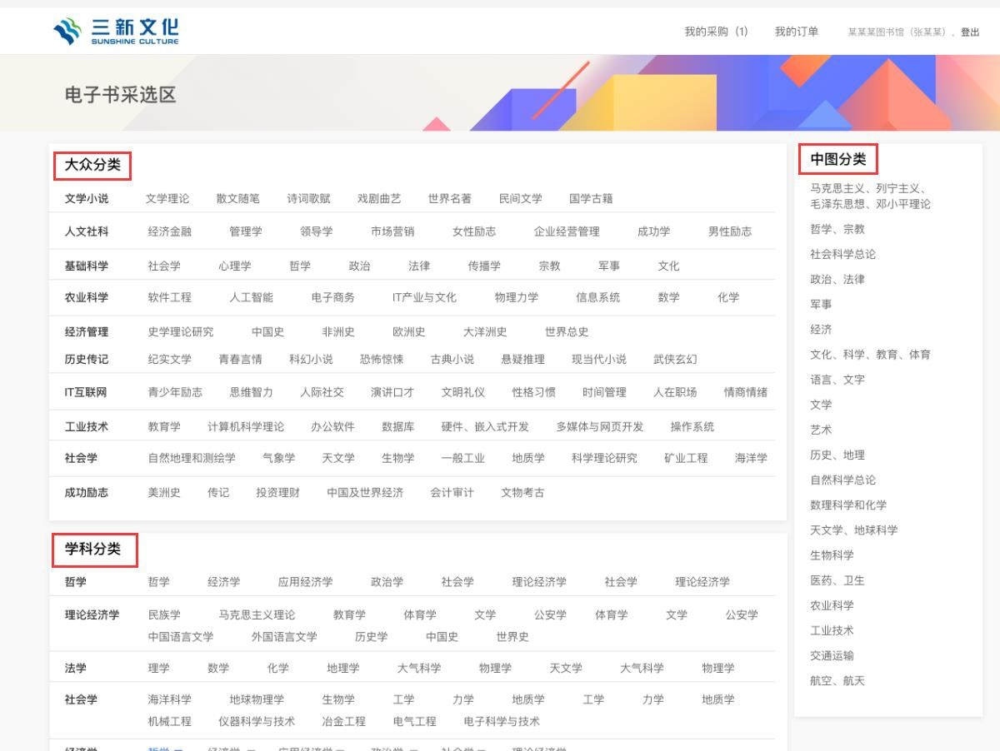 三新文化
SUNSHINE CULTURE
我的采购（1） 我的订单 某某某图书馆（张某某）， 登出
电子书采选区
大众分类
文学小说 文学理论 散文随笔 诗词歌赋 戏剧曲艺 世界名著 民间文学 国学古籍
人文社科 经济金融 管理学 领导学 市场营销 女性励志 企业经营管理 成功学 男性励志
基础科学 社会学 心理学 哲学 政治 法律 传播学 宗教 军事 文化
农业科学 软件工程 人工智能 电子商务 IT产业与文化 物理力学 信息系统 数学 化学
经济管理 史学理论研究 中国史 非洲史 欧洲史 大洋洲史 世界总史
历史传记 纪实文学 青春言情 科幻小说 恐怖惊悚 古典小说 悬疑推理 现当代小说 武侠玄幻
IT互联网 青少年励志 思维智力 人际社交 演讲口才 文明礼仪 性格习惯 时间管理 人在职场 情商情绪
工业技术 教育学 计算机科学理论 办公软件 数据库 硬件、嵌入式开发 多媒体与网页开发 操作系统
社会学 自然地理和测绘学 气象学 天文学 生物学 一般工业 地质学 科学理论研究 矿业工程 海洋学
成功励志 美洲史 传记 投资理财 中国及世界经济 会计审计 文物考古
学科分类
哲学 哲学 经济学 应用经济学 政治学 社会学 理论经济学 社会学 理论经济学
理论经济学 民族学 马克思主义理论 教育学 体育学 文学 公安学 体育学 文学 公安学
中国语言文学 外国语言文学 历史学 中国史 世界史
法学 理学 数学 化学 地理学 大气科学 物理学 天文学 大气科学 物理学
社会学 海洋科学 地球物理学 生物学 工学 力学 地质学 工学 力学 地质学
机械工程 仪器科学与技术 冶金工程 电气工程 电子科学与技术
经济学 哲学 经济学 应用经济学 政治学 社会学 理论经济学
中图分类
马克思主义、列宁主义、
毛泽东思想、邓小平理论
哲学、宗教
社会科学总论
政治、法律
军事
经济
文化、科学、教育、体育
语言、文字
文学
艺术
历史、地理
自然科学总论
数理科学和化学
天文学、地球科学
生物科学
医药、卫生
农业科学
工业技术
交通运输
航空、航天